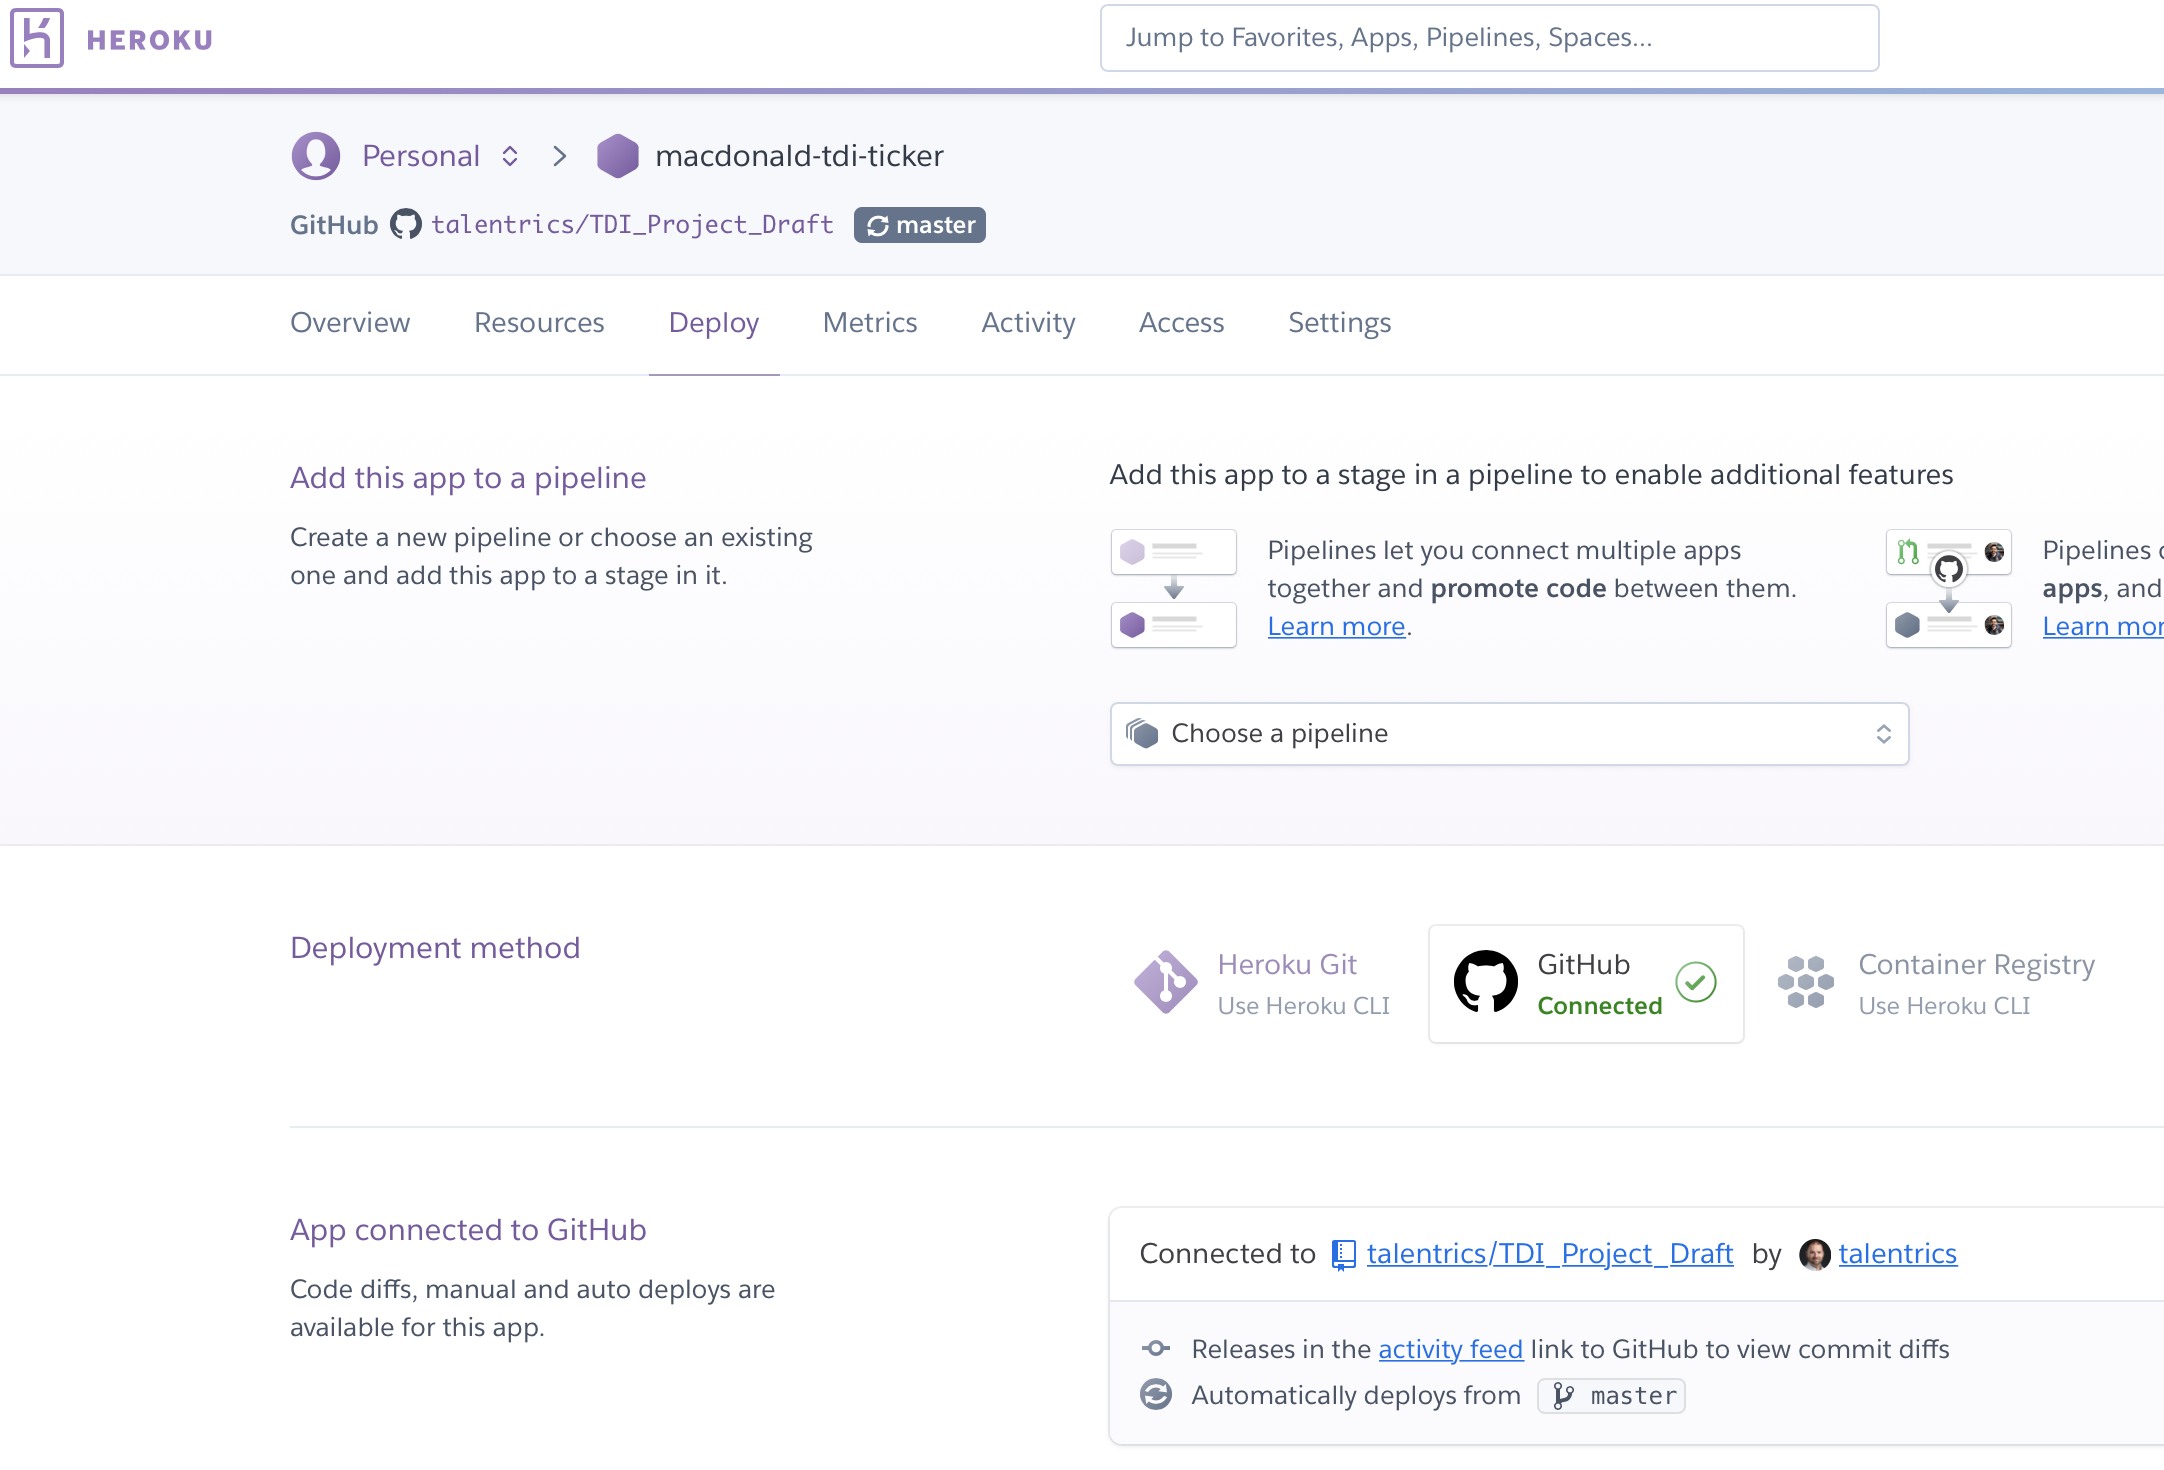 HEROKU
Jump to Favorites, Apps, Pipelines, Spaces...
Personal
macdonald-tdi-ticker
GitHub talentrics/TDI_Project_Draft master
Overview Resources Deploy Metrics Activity Access Settings
Add this app to a pipeline
Create a new pipeline or choose an existing
one and add this app to a stage in it.
Add this app to a stage in a pipeline to enable additional features
Pipelines let you connect multiple apps
together and promote code between them.
Learn more.
Pipelines
apps, and
Learn
Choose a pipeline
Deployment method
Heroku Git
Use Heroku CLI
GitHub
Connected
Container Registry
Use Heroku CLI
App connected to GitHub
Code diffs, manual and auto deploys are
available for this app.
Connected to talentrics/TDI_Project_Draft by talentrics
Releases in the activity feed link to GitHub to view commit diffs
Automatically deploys from master